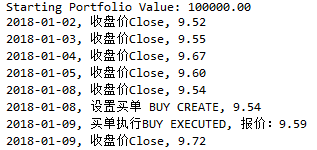 Starting Portfolio Value: 100000.00
2018-01-02, 收盘价Close, 9.52
2018-01-03, 收盘价Close, 9.55
2018-01-04, 收盘价Close, 9.67
2018-01-05, 收盘价Close, 9.60
2018-01-08, 收盘价Close, 9.54
2018-01-08, 设置买单 BUY CREATE, 9.54
2018-01-09, 买单执行BUY EXECUTED, 报价：9.59
2018-01-09, 收盘价Close, 9.72